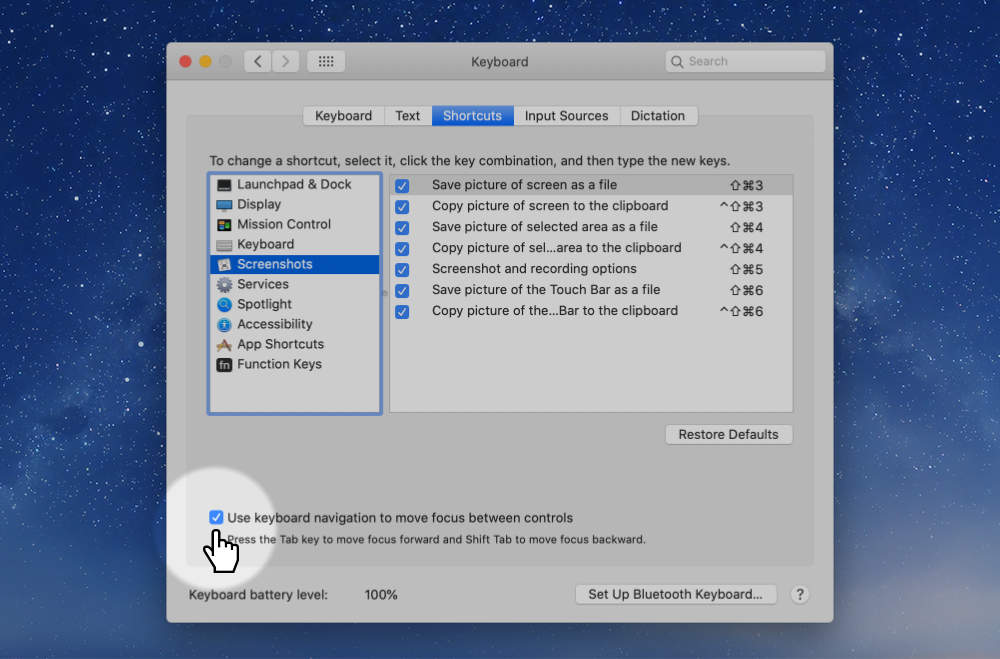 Keyboard
Search
Keyboard Text Shortcuts Input Sources Dictation
To change a shortcut, select it, click the key combination, and then type the new keys.
Launchpad & Dock
Display
Mission Control
Keyboard
Screenshots
Services
Spotlight
Accessibility
App Shortcuts
fn Function Keys
Save picture of screen as a file ⇧⌘3
Copy picture of screen to the clipboard ^⇧⌘3
Save picture of selected area as a file ⇧⌘4
Copy picture of sel...area to the clipboard ^⇧⌘4
Screenshot and recording options ⇧⌘5
Save picture of the Touch Bar as a file ⇧⌘6
Copy picture of the...Bar to the clipboard ^⇧⌘6
Restore Defaults
Use keyboard navigation to move focus between controls
Press the Tab key to move focus forward and Shift Tab to move focus backward.
Keyboard battery level: 100%
Set Up Bluetooth Keyboard... ?